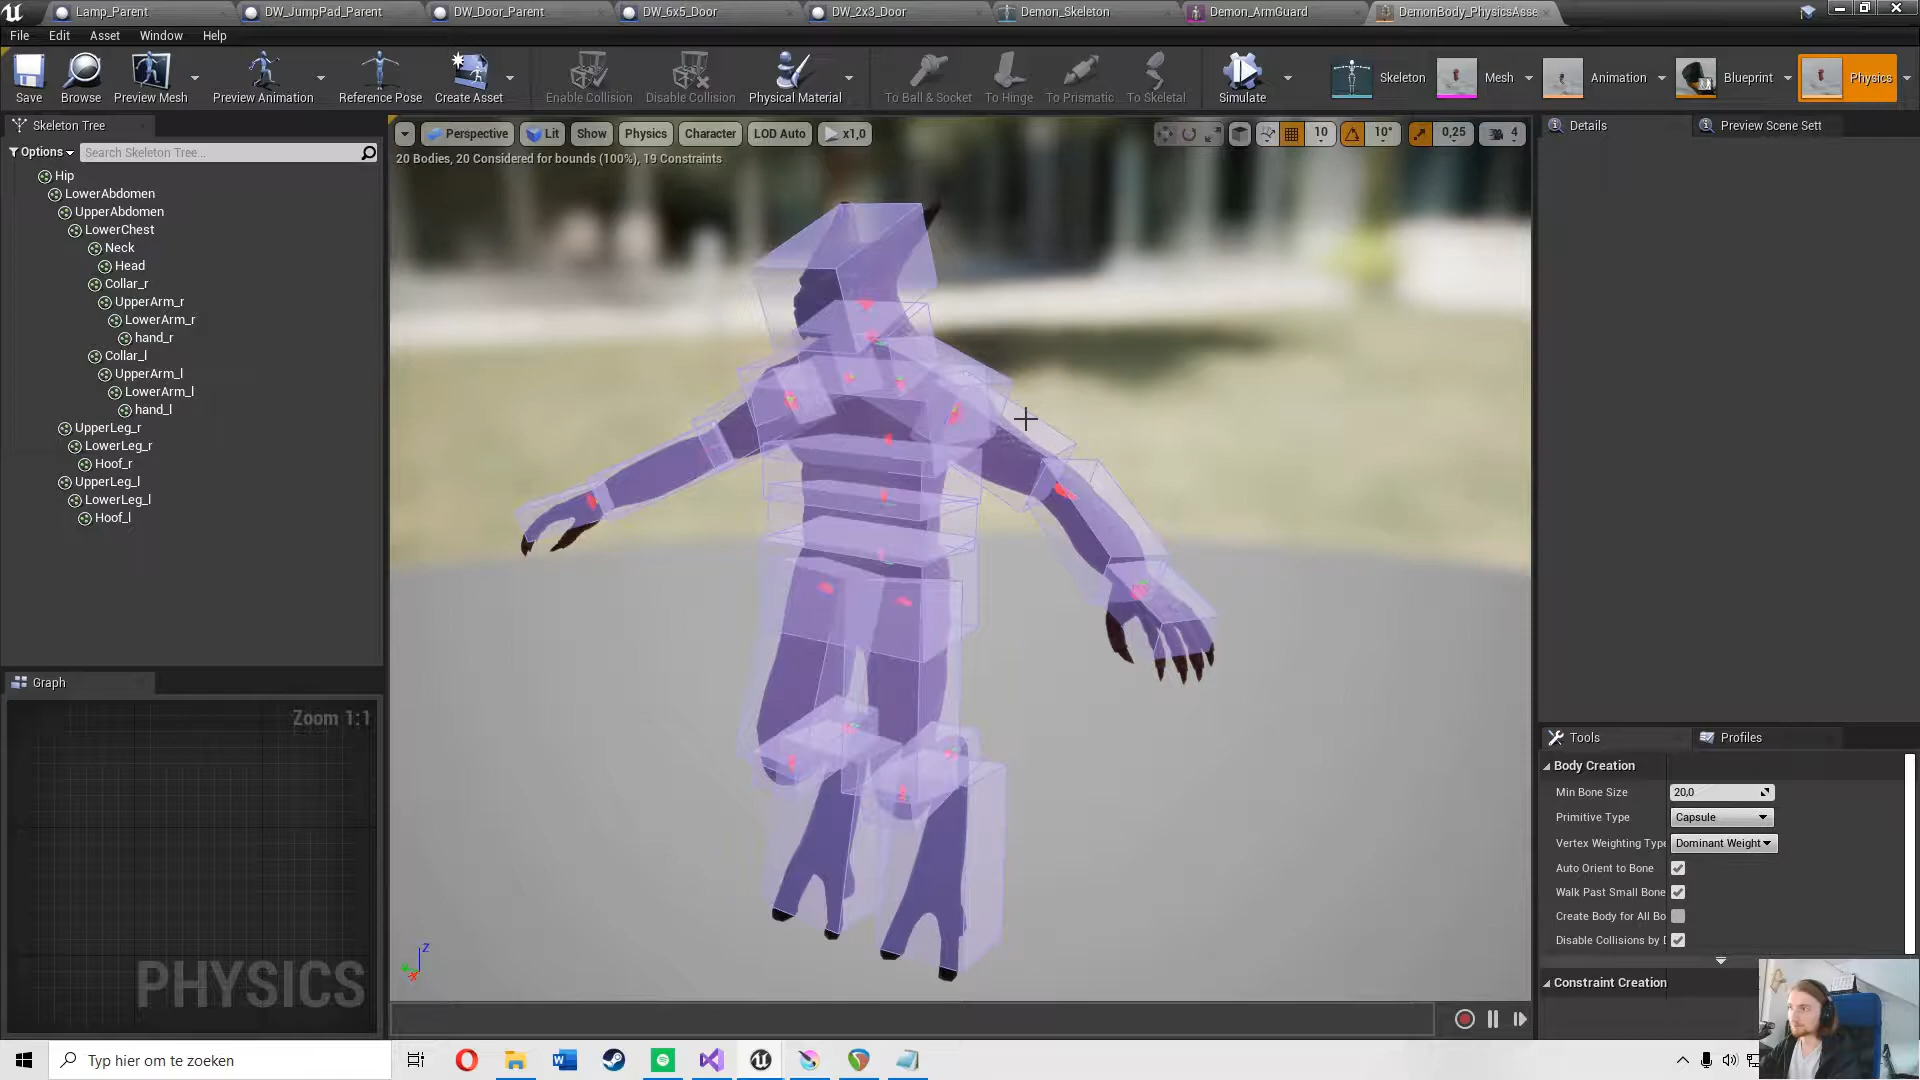 Lamp_Parent
DW_JumpPad_Parent
DW_Door_Parent
DW_6x5_Door
DW_2x3_Door
Demon_Skeleton
Demon_ArmGuard
DemonBody_PhysicsAsse
File Edit Asset Window Help
Save
Browse
Preview Mesh
Preview Animation
Reference Pose
Create Asset
Enable Collision
Disable Collision
Physical Material
To Ball & Socket
To Hinge
To Prismatic
To Skeletal
Simulate
Skeleton
Mesh
Animation
Blueprint
Physics
Skeleton Tree
Options
Search Skeleton Tree...
Hip
LowerAbdomen
UpperAbdomen
LowerChest
Neck
Head
Collar_r
UpperArm_r
LowerArm_r
hand_r
Collar_l
UpperArm_l
LowerArm_l
hand_l
UpperLeg_r
LowerLeg_r
Hoof_r
UpperLeg_l
LowerLeg_l
Hoof_l
Graph
Zoom 1:1
PHYSICS
Perspective
Lit
Show
Physics
Character
LOD Auto
x1,0
10
10°
0,25
4
20 Bodies, 20 Considered for bounds (100%), 19 Constraints
Z
Details
Preview Scene Sett
Tools
Profiles
Body Creation
Min Bone Size 20,0
Primitive Type Capsule
Vertex Weighting Type Dominant Weight
Auto Orient to Bone
Walk Past Small Bone
Create Body for All Bo
Disable Collisions by D
Constraint Creation
Typ hier om te zoeken